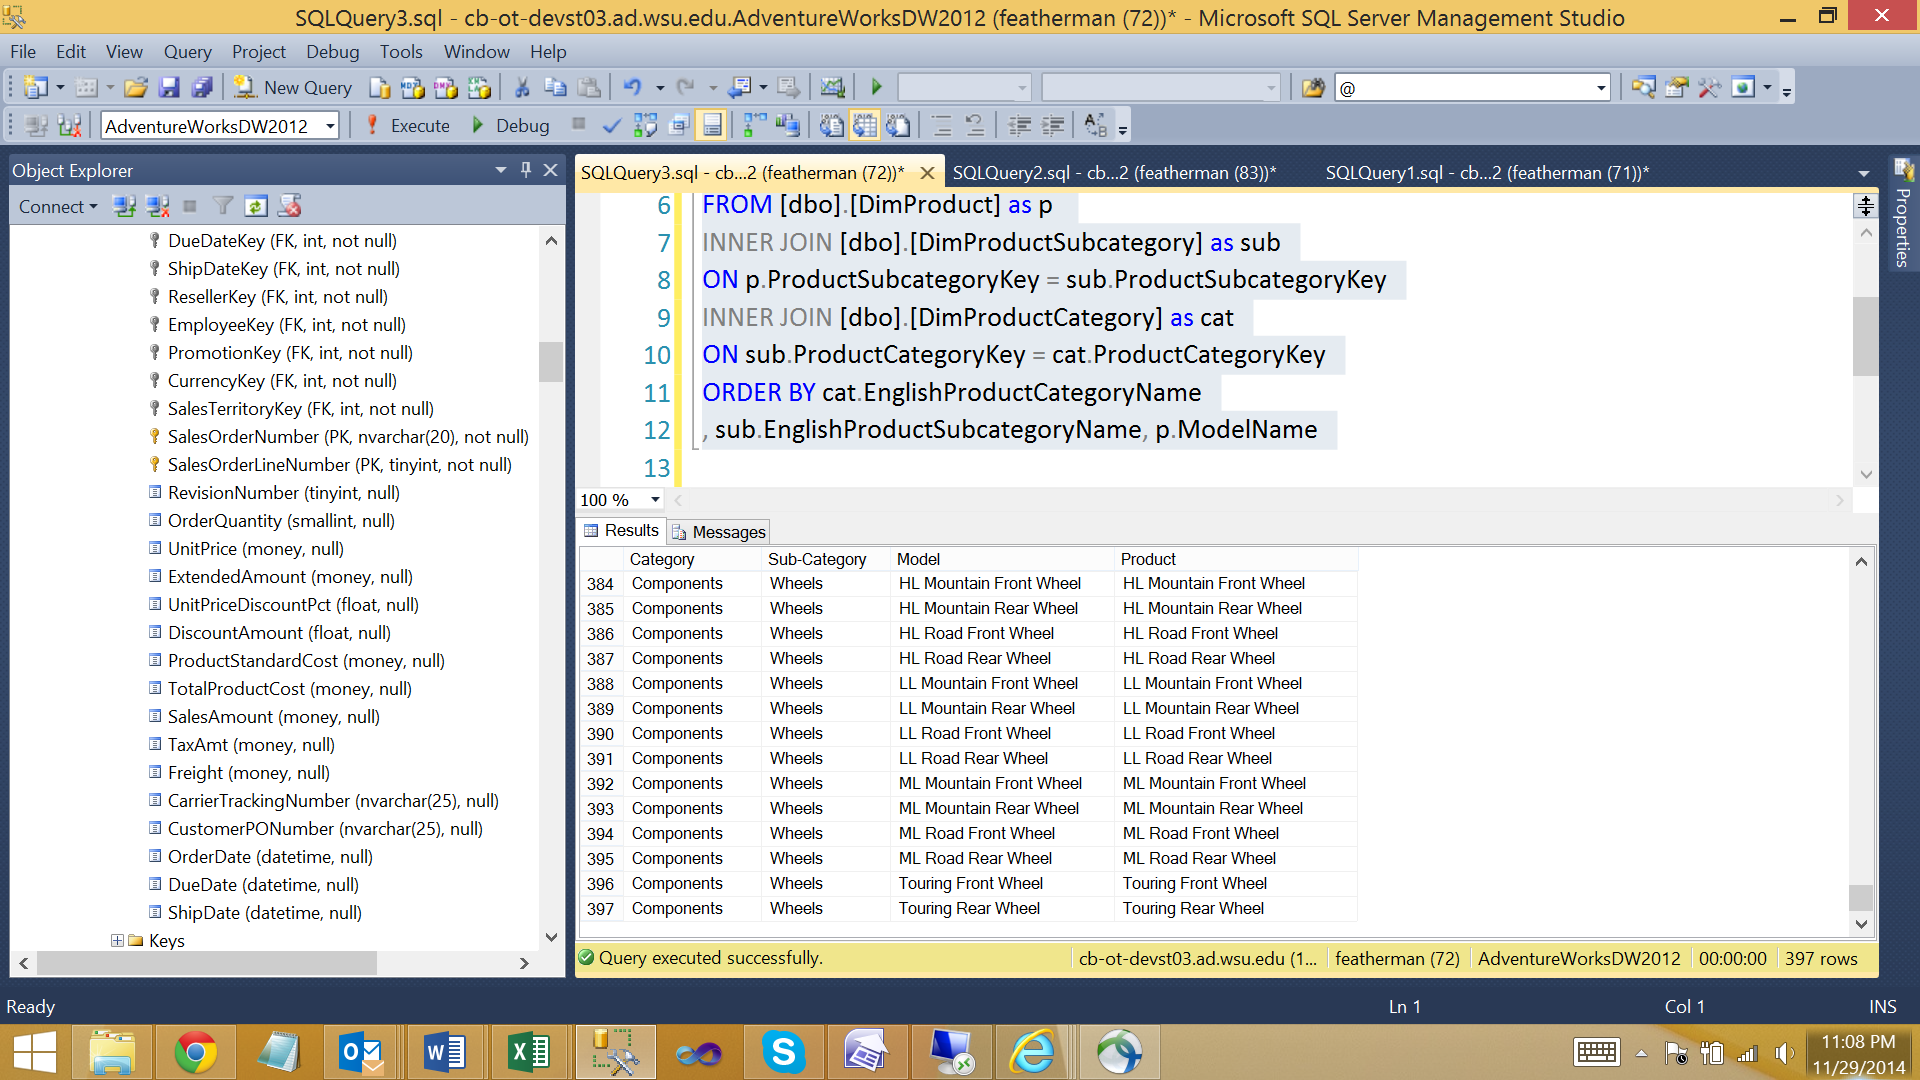 SQLQuery3.sql - cb-ot-devst03.ad.wsu.edu.AdventureWorksDW2012 (featherman (72))* - Microsoft SQL Server Management Studio
File Edit View Query Project Debug Tools Window Help
New Query @
AdventureWorksDW2012 Execute Debug
Object Explorer
Connect
DueDateKey (FK, int, not null)
ShipDateKey (FK, int, not null)
ResellerKey (FK, int, not null)
EmployeeKey (FK, int, not null)
PromotionKey (FK, int, not null)
CurrencyKey (FK, int, not null)
SalesTerritoryKey (FK, int, not null)
SalesOrderNumber (PK, nvarchar(20), not null)
SalesOrderLineNumber (PK, tinyint, not null)
RevisionNumber (tinyint, null)
OrderQuantity (smallint, null)
UnitPrice (money, null)
ExtendedAmount (money, null)
UnitPriceDiscountPct (float, null)
DiscountAmount (float, null)
ProductStandardCost (money, null)
TotalProductCost (money, null)
SalesAmount (money, null)
TaxAmt (money, null)
Freight (money, null)
CarrierTrackingNumber (nvarchar(25), null)
CustomerPONumber (nvarchar(25), null)
OrderDate (datetime, null)
DueDate (datetime, null)
ShipDate (datetime, null)
Keys
SQLQuery3.sql - cb...2 (featherman (72))* SQLQuery2.sql - cb...2 (featherman (83))* SQLQuery1.sql - cb...2 (featherman (71))*
6 FROM [dbo].[DimProduct] as p
7 INNER JOIN [dbo].[DimProductSubcategory] as sub
8 ON p.ProductSubcategoryKey = sub.ProductSubcategoryKey
9 INNER JOIN [dbo].[DimProductCategory] as cat
10 ON sub.ProductCategoryKey = cat.ProductCategoryKey
11 ORDER BY cat.EnglishProductCategoryName
12 , sub.EnglishProductSubcategoryName, p.ModelName
13
100 %
Results Messages
Category Sub-Category Model Product
384 Components Wheels HL Mountain Front Wheel HL Mountain Front Wheel
385 Components Wheels HL Mountain Rear Wheel HL Mountain Rear Wheel
386 Components Wheels HL Road Front Wheel HL Road Front Wheel
387 Components Wheels HL Road Rear Wheel HL Road Rear Wheel
388 Components Wheels LL Mountain Front Wheel LL Mountain Front Wheel
389 Components Wheels LL Mountain Rear Wheel LL Mountain Rear Wheel
390 Components Wheels LL Road Front Wheel LL Road Front Wheel
391 Components Wheels LL Road Rear Wheel LL Road Rear Wheel
392 Components Wheels ML Mountain Front Wheel ML Mountain Front Wheel
393 Components Wheels ML Mountain Rear Wheel ML Mountain Rear Wheel
394 Components Wheels ML Road Front Wheel ML Road Front Wheel
395 Components Wheels ML Road Rear Wheel ML Road Rear Wheel
396 Components Wheels Touring Front Wheel Touring Front Wheel
397 Components Wheels Touring Rear Wheel Touring Rear Wheel
Query executed successfully. cb-ot-devst03.ad.wsu.edu (1... featherman (72) AdventureWorksDW2012 00:00:00 397 rows
Properties
Ready Ln 1 Col 1 INS
11:08 PM
11/29/2014